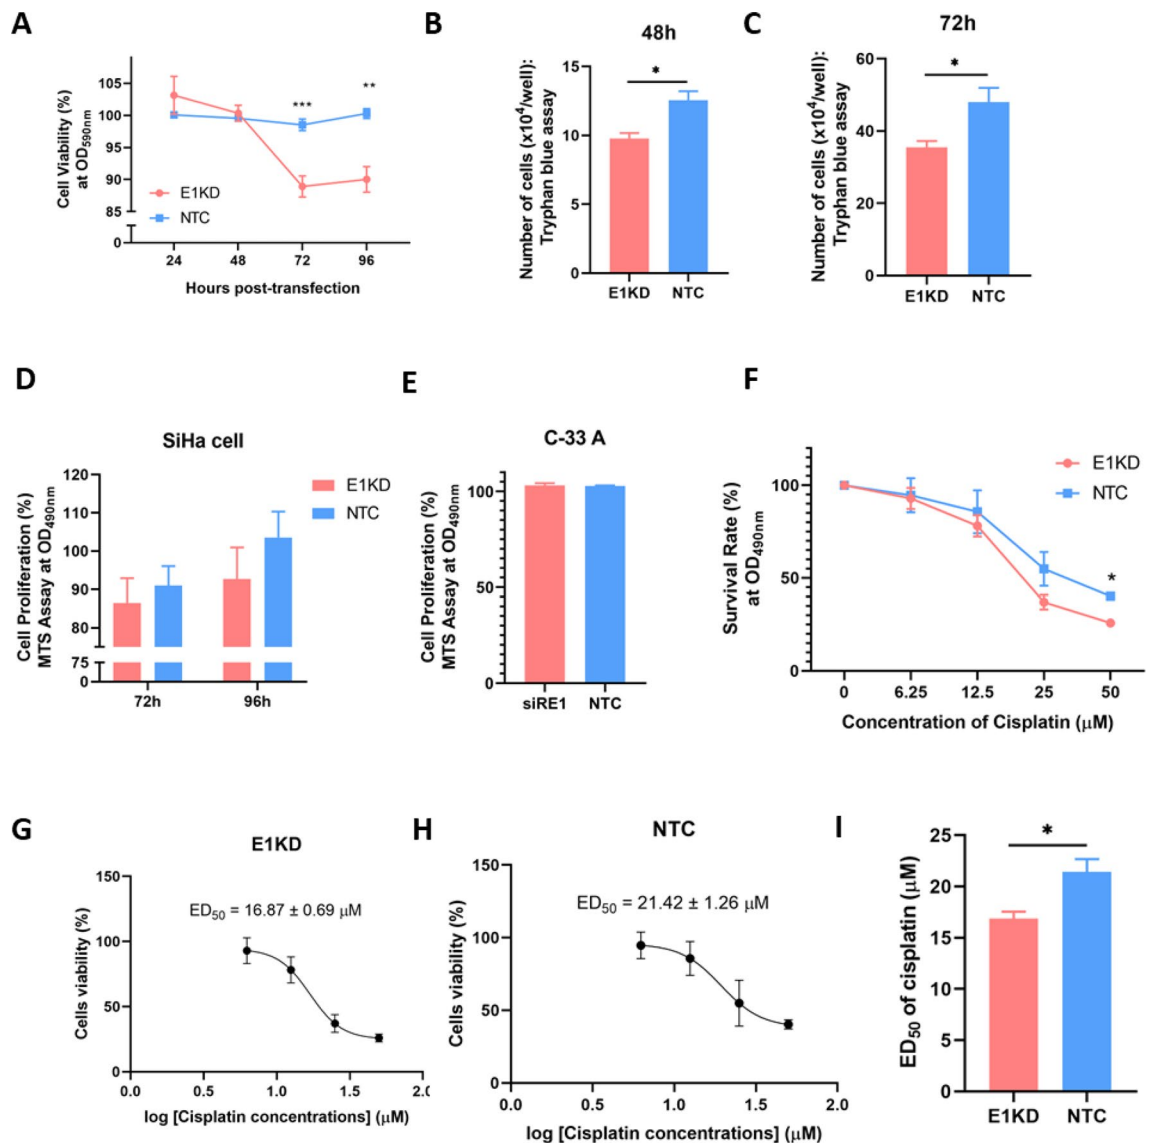 A
Cell Viability (%)
at OD590nm
105
100
95
90
85
0
***
**
E1KD
NTC
24 48 72 96
Hours post-transfection
B
48h
Number of cells (x10⁴/well):
Tryphan blue assay
15
10
5
0
*
E1KD NTC
C
72h
Number of cells (x10⁴/well):
Tryphan blue assay
60
40
20
0
*
E1KD NTC
D
SiHa cell
Cell Proliferation (%)
MTS Assay at OD490nm
120
110
100
90
80
75
0
E1KD
NTC
72h 96h
E
C-33 A
Cell Proliferation (%)
MTS Assay at OD490nm
100
50
0
siRE1 NTC
F
Survival Rate (%)
at OD490nm
100
50
0
E1KD
NTC
*
0 6.25 12.5 25 50
Concentration of Cisplatin (µM)
G
E1KD
Cells viability (%)
150
100
50
0
ED50 = 16.87 ± 0.69 µM
0.0 0.5 1.0 1.5 2.0
log [Cisplatin concentrations] (µM)
H
NTC
Cells viability (%)
150
100
50
0
ED50 = 21.42 ± 1.26 µM
0.0 0.5 1.0 1.5 2.0
log [Cisplatin concentrations] (µM)
I
ED50 of cisplatin (µM)
25
20
15
10
5
0
*
E1KD NTC